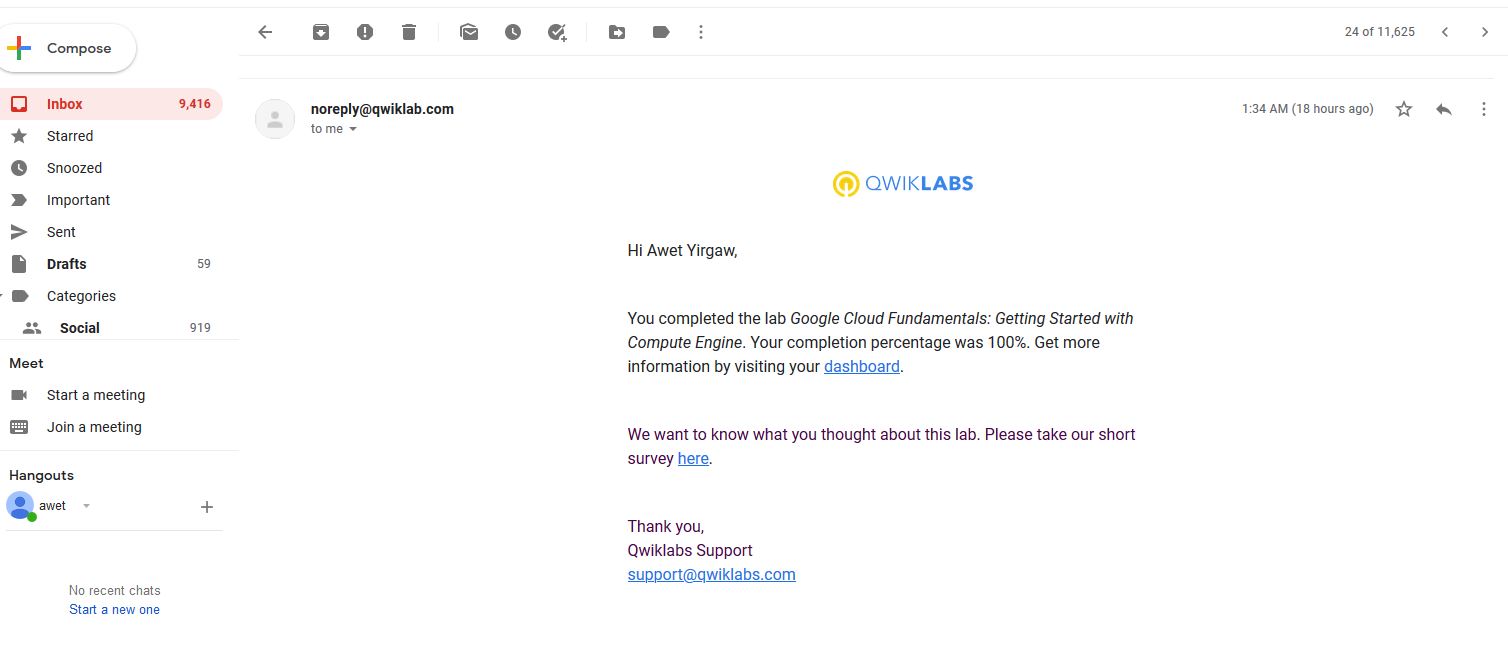 Compose
24 of 11,625
Inbox 9,416
Starred
Snoozed
Important
Sent
Drafts 59
Categories
Social 919
Meet
Start a meeting
Join a meeting
Hangouts
awet
No recent chats
Start a new one
noreply@qwiklab.com
1:34 AM (18 hours ago)
to me
QWIKLABS
Hi Awet Yirgaw,
You completed the lab Google Cloud Fundamentals: Getting Started with
Compute Engine. Your completion percentage was 100%. Get more
information by visiting your dashboard.
We want to know what you thought about this lab. Please take our short
survey here.
Thank you,
Qwiklabs Support
support@qwiklabs.com